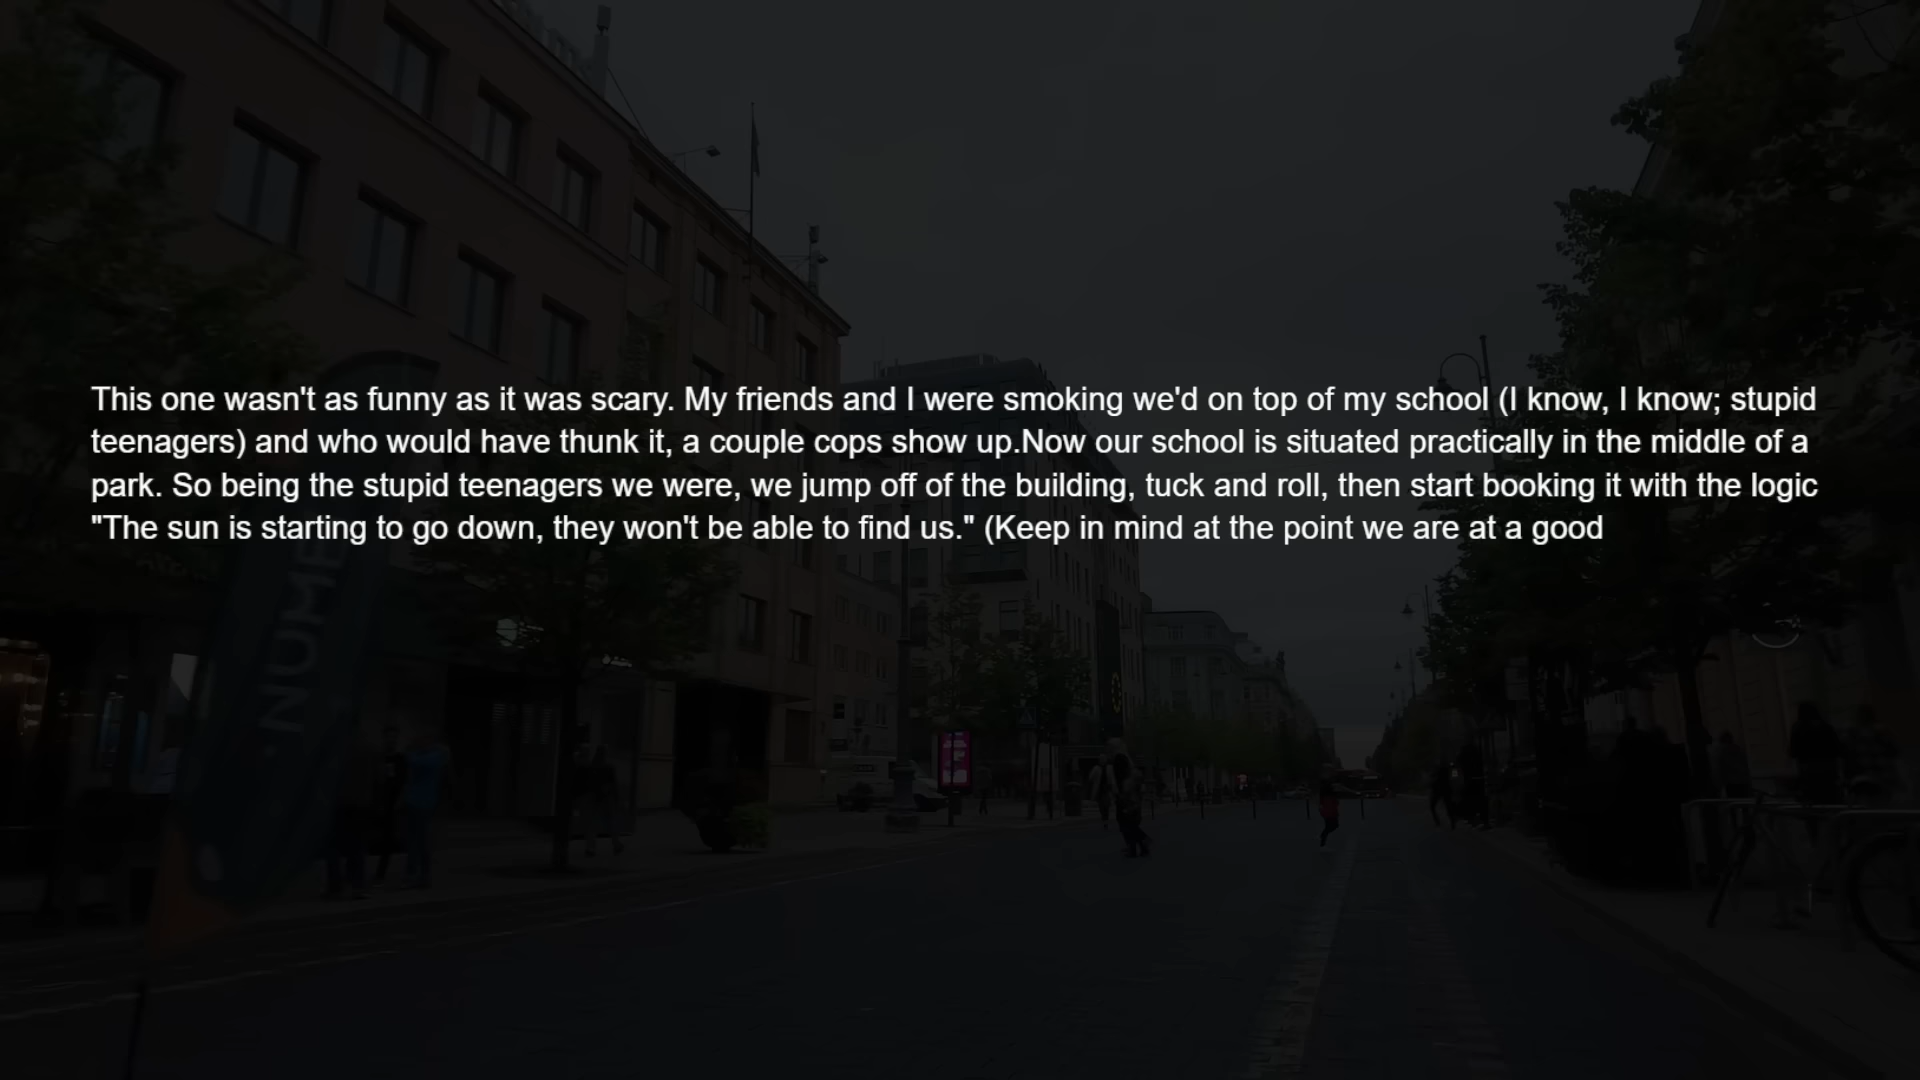 This one wasn't as funny as it was scary. My friends and I were smoking we'd on top of my school (I know, I know; stupid
teenagers) and who would have thunk it, a couple cops show up.Now our school is situated practically in the middle of a
park. So being the stupid teenagers we were, we jump off of the building, tuck and roll, then start booking it with the logic
"The sun is starting to go down, they won't be able to find us." (Keep in mind at the point we are at a good